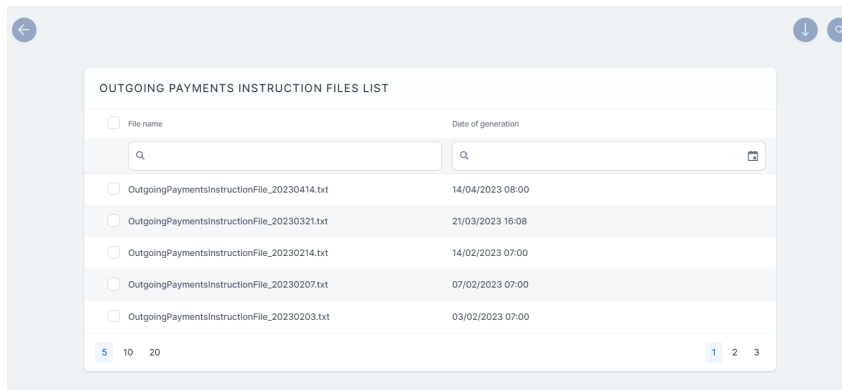 OUTGOING PAYMENTS INSTRUCTION FILES LIST
File name Date of generation
OutgoingPaymentsInstructionFile_20230414.txt 14/04/2023 08:00
OutgoingPaymentsInstructionFile_20230321.txt 21/03/2023 16:08
OutgoingPaymentsInstructionFile_20230214.txt 14/02/2023 07:00
OutgoingPaymentsInstructionFile_20230207.txt 07/02/2023 07:00
OutgoingPaymentsInstructionFile_20230203.txt 03/02/2023 07:00
5 10 20 1 2 3